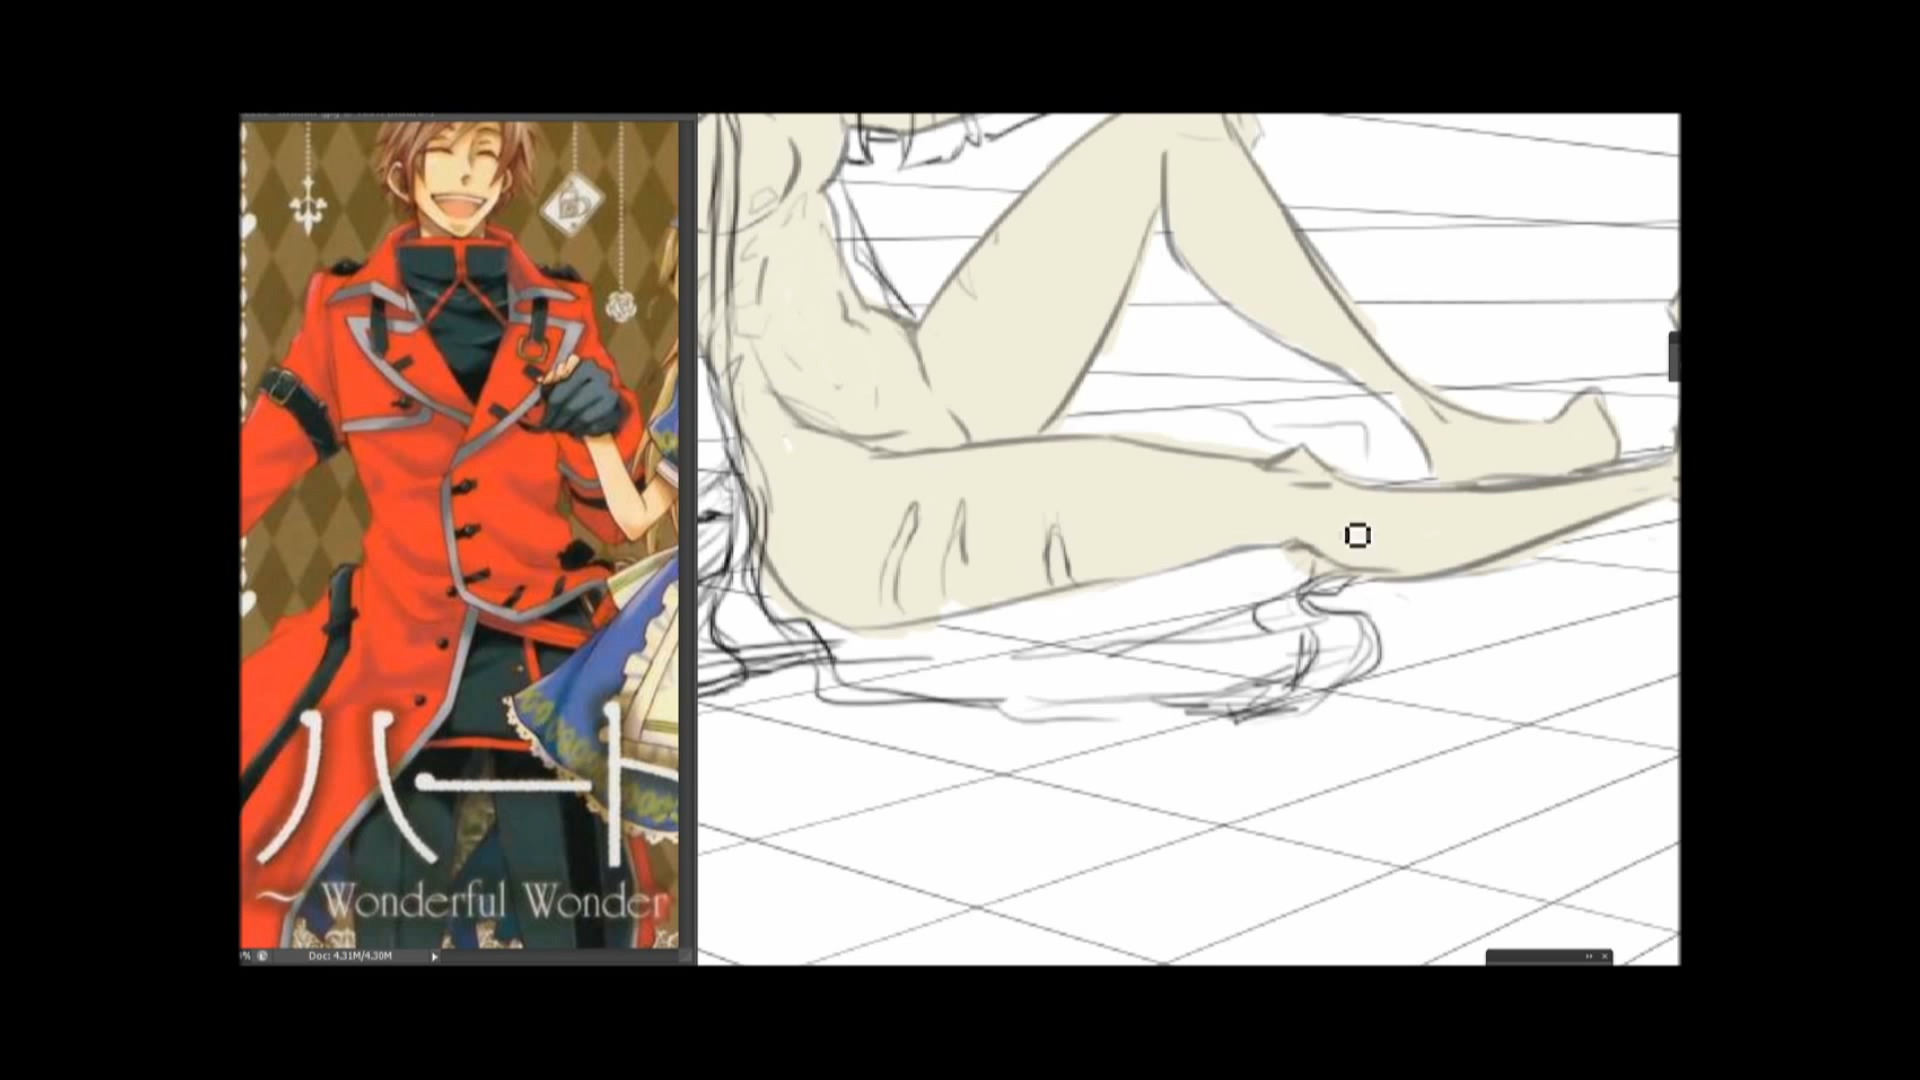 ハート
~ Wonderful Wonder
% Doc: 4.31M/4.30M